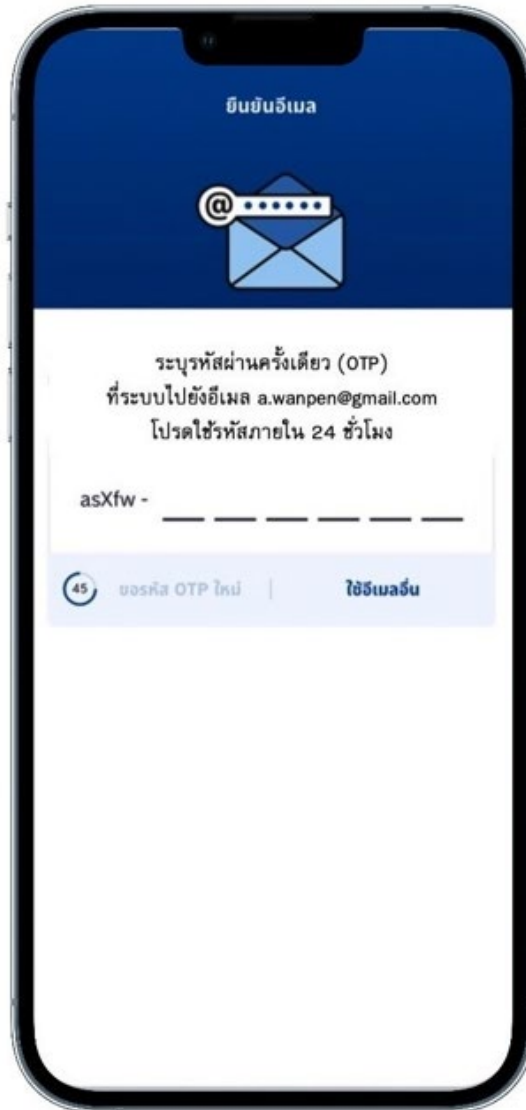 ยืนยันอีเมล
@
ระบุรหัสผ่านครั้งเดียว (OTP)
ที่ระบบไปยังอีเมล a.wanpen@gmail.com
โปรดใช้รหัสภายใน 24 ชั่วโมง
asXfw - _ _ _ _ _ _
45 ขอรหัส OTP ใหม่ | ใช้อีเมลอื่น